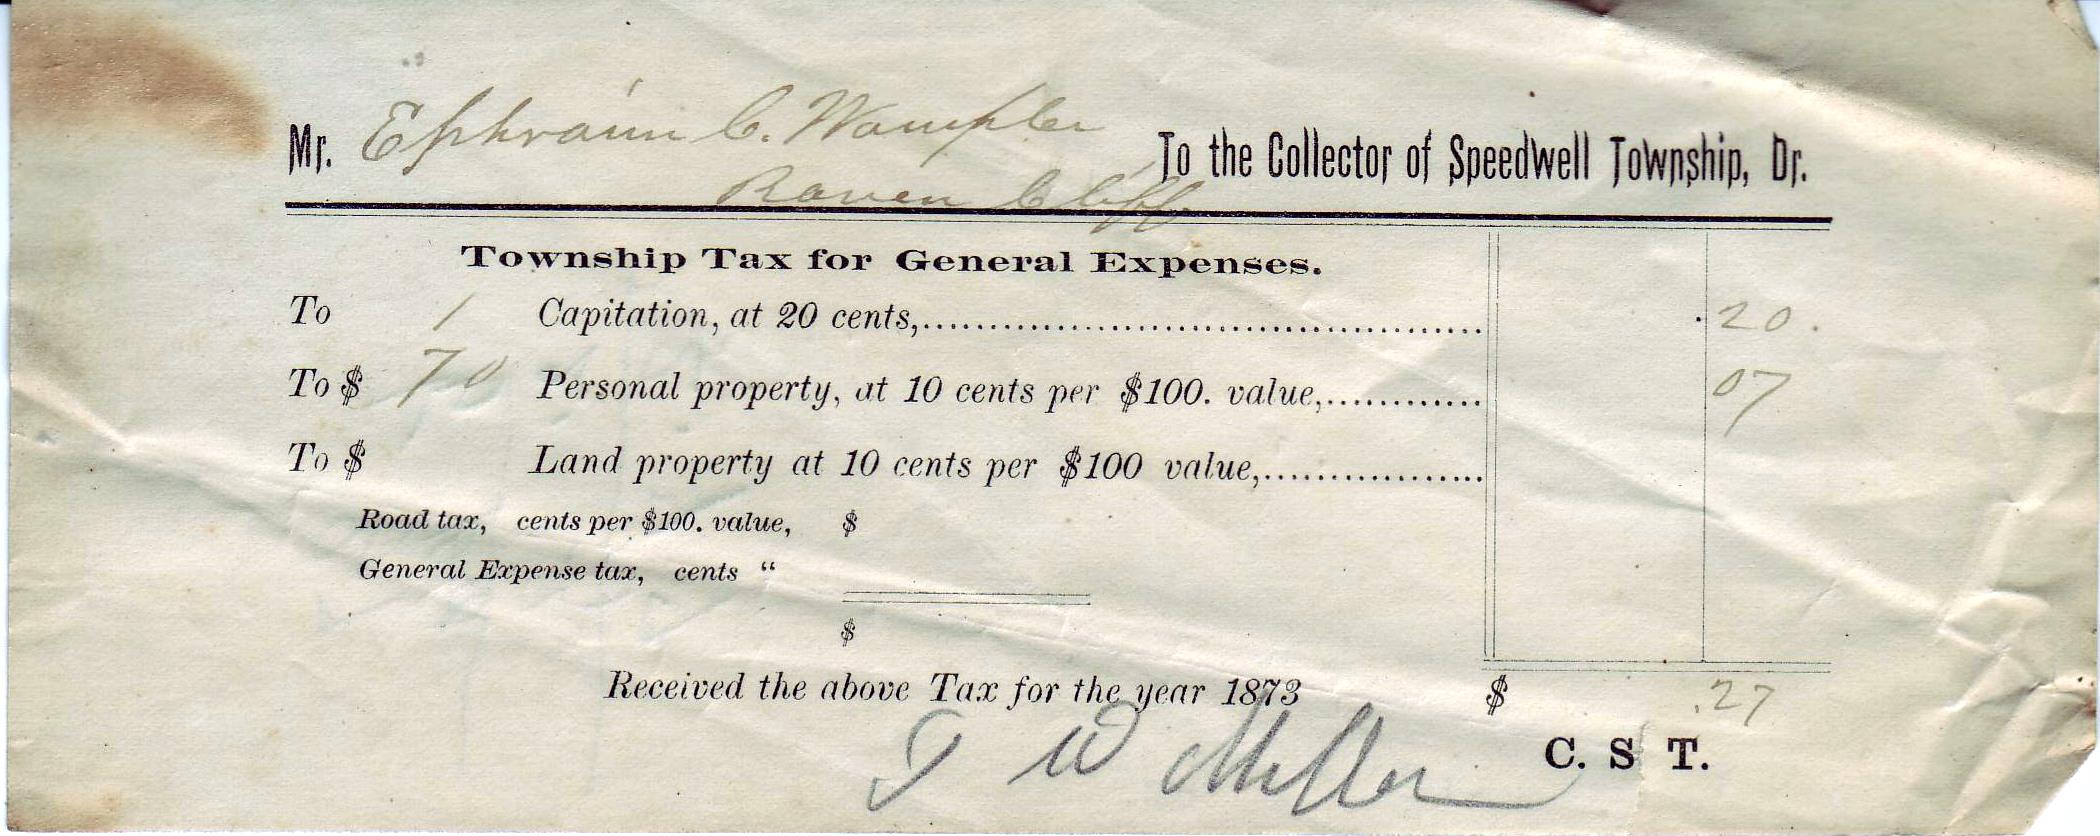 Mr. Ephraim C. Wampler To the Collector of Speedwell Township, Dr.
Raven Cliff
Township Tax for General Expenses.
To 1 Capitation, at 20 cents,........ .20.
To $ 70 Personal property, at 10 cents per $100. value,........ 07
To $ Land property at 10 cents per $100 value,........
Road tax, cents per $100. value, $
General Expense tax, cents "
$
Received the above Tax for the year 1873 $ .27
W Miller C. S T.